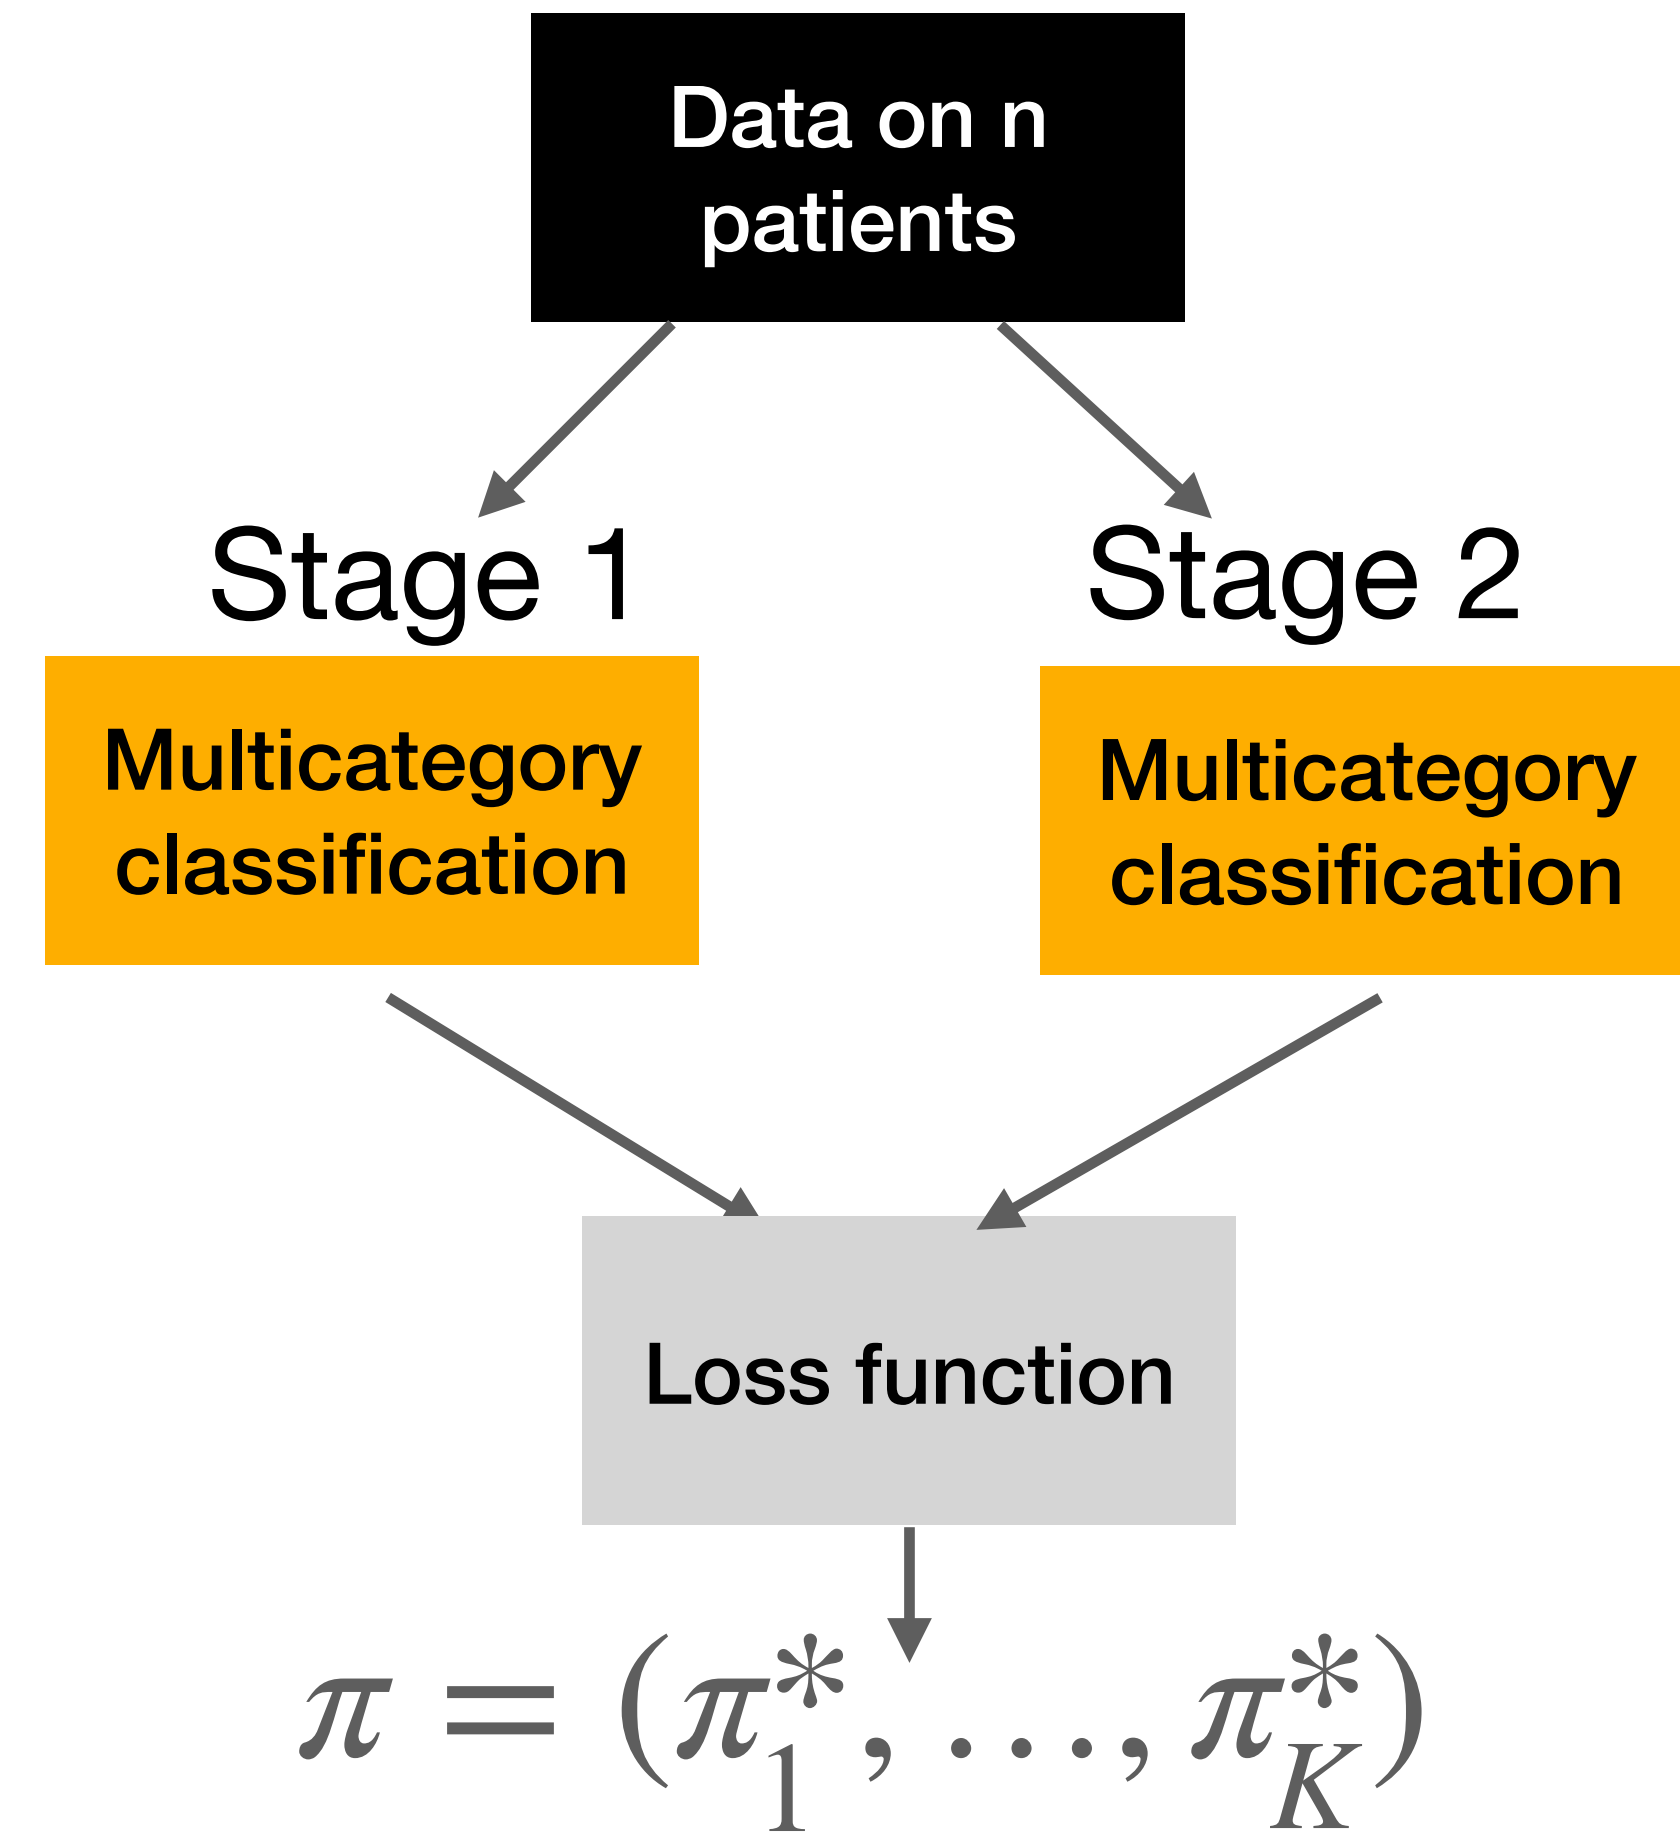 Data on n
patients
Stage 1
Stage 2
Multicategory
classification
Multicategory
classification
Loss function
π = (π₁*, . . . , π_K*)